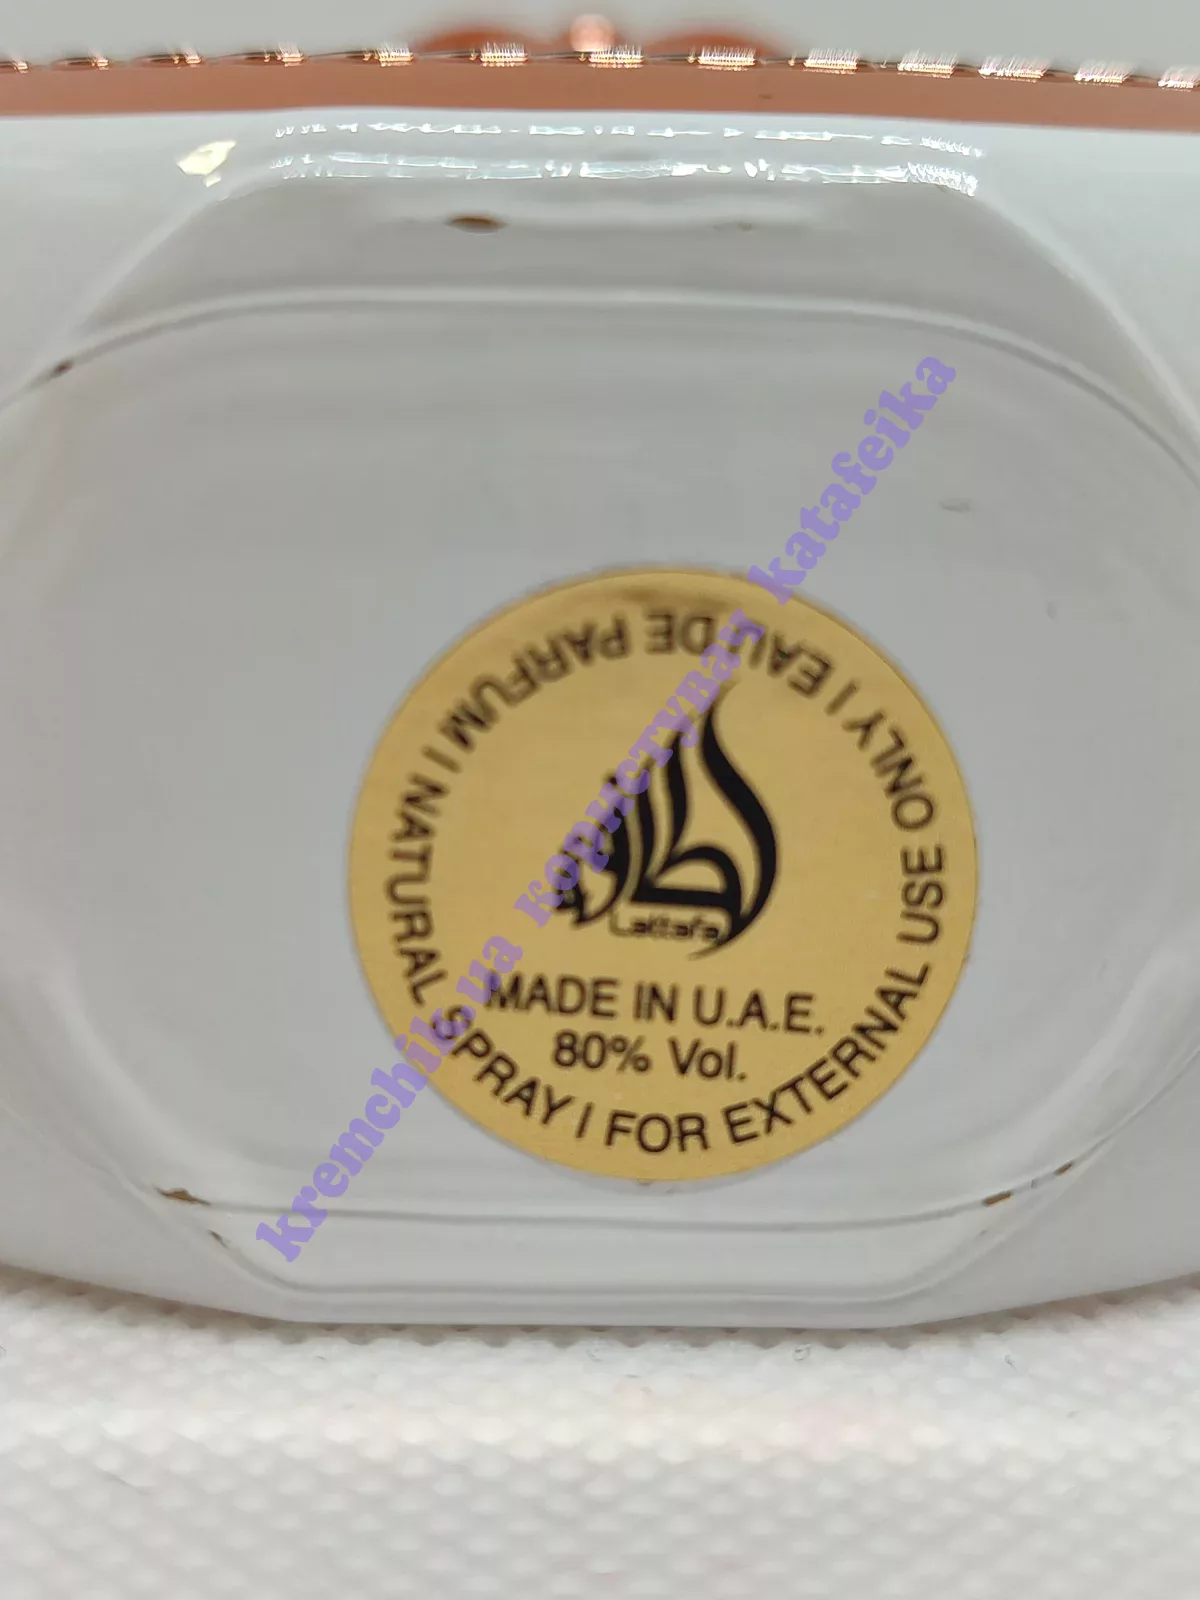 EAU DE PARFUM | NATURAL SPRAY | FOR EXTERNAL USE ONLY |
Lattafa
MADE IN U.A.E.
80% Vol.
kremchik.ua користувач katafeika